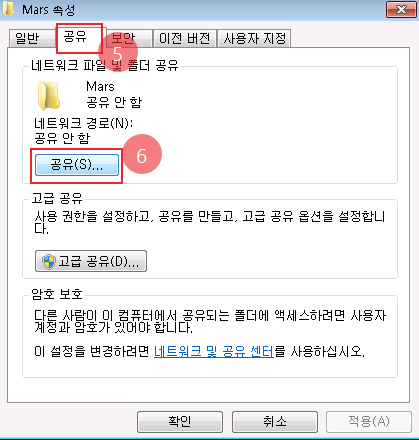 Mars 속성
일반
공유
보안
이전 버전
사용자 지정
5
네트워크 파일 및 폴더 공유
Mars
공유 안 함
네트워크 경로(N):
공유 안 함
공유(S)...
6
고급 공유
사용 권한을 설정하고, 공유를 만들고, 고급 공유 옵션을 설정합니
다.
고급 공유(D)...
암호 보호
다른 사람이 이 컴퓨터에서 공유되는 폴더에 액세스하려면 사용자
계정과 암호가 있어야 합니다.
이 설정을 변경하려면 네트워크 및 공유 센터를 사용하십시오.
확인
취소
적용(A)